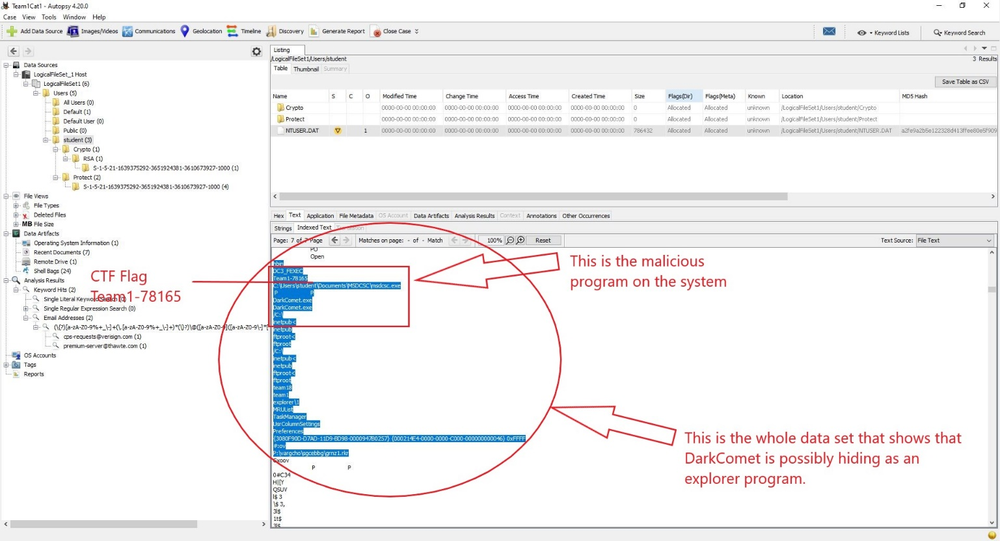 Team1Cat1 - Autopsy 4.20.0
Case View Tools Window Help
Add Data Source Images/Videos Communications Geolocation Timeline Discovery Generate Report Close Case Keyword Lists Keyword Search
Data Sources
LogicalFileSet_1 Host
LogicalFileSet1 (6)
Users (5)
All Users (0)
Default (1)
Default User (0)
Public (0)
student (3)
Crypto (1)
RSA (1)
S-1-5-21-1639375292-3651924381-3610673927-1000 (1)
Protect (2)
S-1-5-21-1639375292-3651924381-3610673927-1000 (4)
File Views
File Types
Deleted Files
MB File Size
Data Artifacts
Operating System Information (1)
Recent Documents (7)
Remote Drive (1)
Shell Bags (24)
Analysis Results
Keyword Hits (2)
Single Literal Keyword Search (0)
Single Regular Expression Search (0)
Email Addresses (2)
(\{?)[a-zA-Z0-9%+_\-]+(\.[a-zA-Z0-9%+_\-]+)*(\}?)\@([a-zA-Z0-9]([a-zA-Z0-9\-]*[
cps-requests@verisign.com (1)
premium-server@thawte.com (1)
OS Accounts
Tags
Reports
CTF Flag
Team1-78165
Listing
/LogicalFileSet1/Users/student
3 Results
Table Thumbnail Summary
Save Table as CSV
Name S C O Modified Time Change Time Access Time Created Time Size Flags(Dir) Flags(Meta) Known Location MD5 Hash
Crypto 0000-00-00 00:00:00 0000-00-00 00:00:00 0000-00-00 00:00:00 0000-00-00 00:00:00 0 Allocated Allocated unknown /LogicalFileSet1/Users/student/Crypto
Protect 0000-00-00 00:00:00 0000-00-00 00:00:00 0000-00-00 00:00:00 0000-00-00 00:00:00 0 Allocated Allocated unknown /LogicalFileSet1/Users/student/Protect
NTUSER.DAT 1 0000-00-00 00:00:00 0000-00-00 00:00:00 0000-00-00 00:00:00 0000-00-00 00:00:00 786432 Allocated Allocated unknown /LogicalFileSet1/Users/student/NTUSER.DAT a2fe9a2b5e122328d413ffee80e5f909
Hex Text Application File Metadata OS Account Data Artifacts Analysis Results Context Annotations Other Occurrences
Strings Indexed Text Translation
Page: 7 of 7 Page Matches on page: - of - Match 100% Reset Text Source: File Text
PO
Open
hbin
DC3_FEXEC
Team1-78165
C:\Users\student\Documents\MSDCSC\msdcsc.exe
P P
DarkComet.exe
DarkComet.exe
/C:\
inetpub<
inetpub
ftproot<
ftproot
/C:\
inetpub<
inetpub
ftproot<
ftproot
team18
team1
explorer\1
MRUList
TaskManager
UsrColumnSettings
Preferences
{3080F90D-D7AD-11D9-BD98-0000947B0257} {000214E4-0000-0000-C000-000000000046} 0xFFFF
#:ov
P:\vargcho\sgcebbg\grnz1.rkr
Gxoov
P P
0#C34
H|[Y
QSUV
l$ 3
\$ 3,
3l$
1t$
3l$
This is the malicious
program on the system
This is the whole data set that shows that
DarkComet is possibly hiding as an
explorer program.